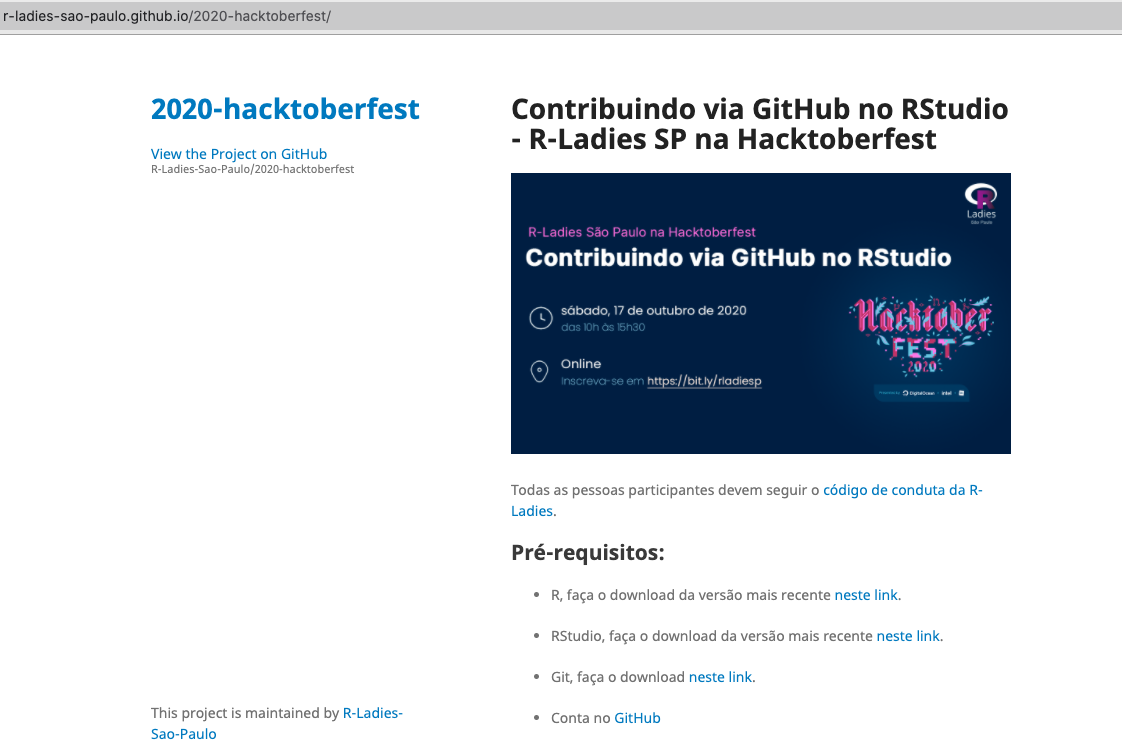 r-ladies-sao-paulo.github.io/2020-hacktoberfest/
2020-hacktoberfest
View the Project on GitHub
R-Ladies-Sao-Paulo/2020-hacktoberfest
This project is maintained by R-Ladies-
Sao-Paulo
Contribuindo via GitHub no RStudio
- R-Ladies SP na Hacktoberfest
R
Ladies
São Paulo
R-Ladies São Paulo na Hacktoberfest
Contribuindo via GitHub no RStudio
sábado, 17 de outubro de 2020
das 10h às 15h30
Online
Inscreva-se em https://bit.ly/rladiesp
Hacktober
FEST
2020
Presented by DigitalOcean intel
Todas as pessoas participantes devem seguir o código de conduta da R-
Ladies.
Pré-requisitos:
• R, faça o download da versão mais recente neste link.
• RStudio, faça o download da versão mais recente neste link.
• Git, faça o download neste link.
• Conta no GitHub